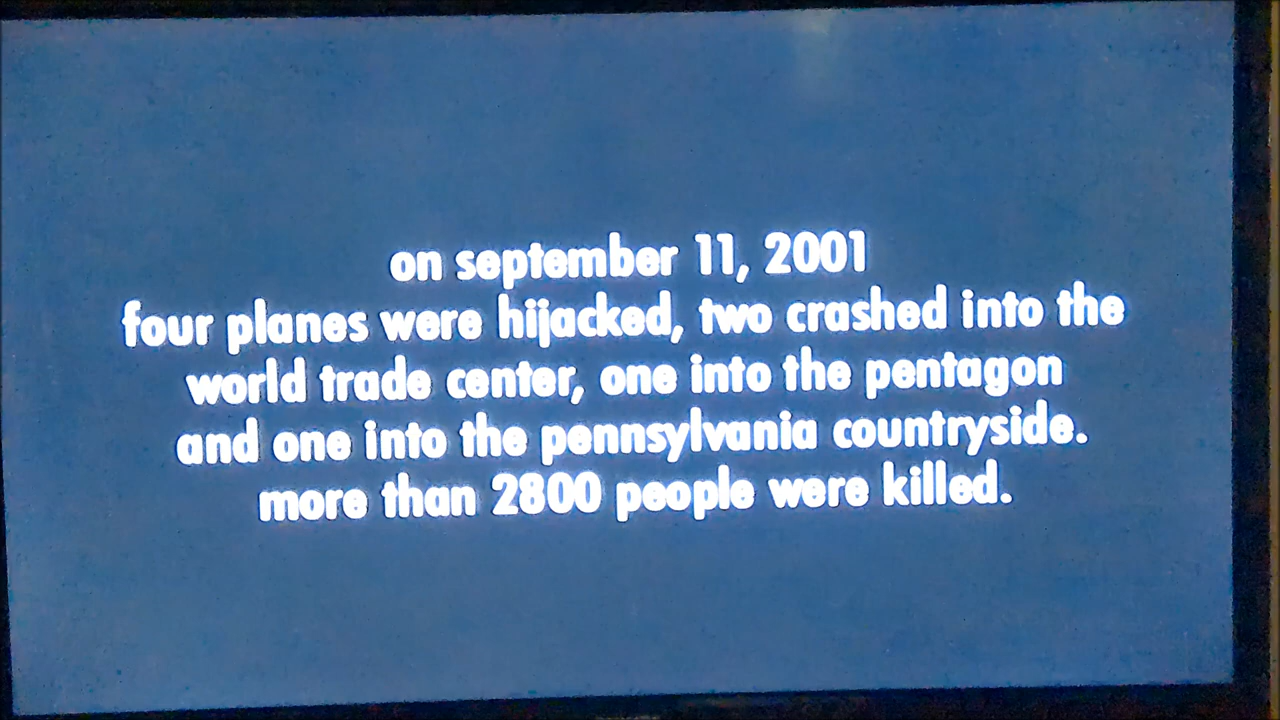 on september 11, 2001
four planes were hijacked, two crashed into the
world trade center, one into the pentagon
and one into the pennsylvania countryside.
more than 2800 people were killed.